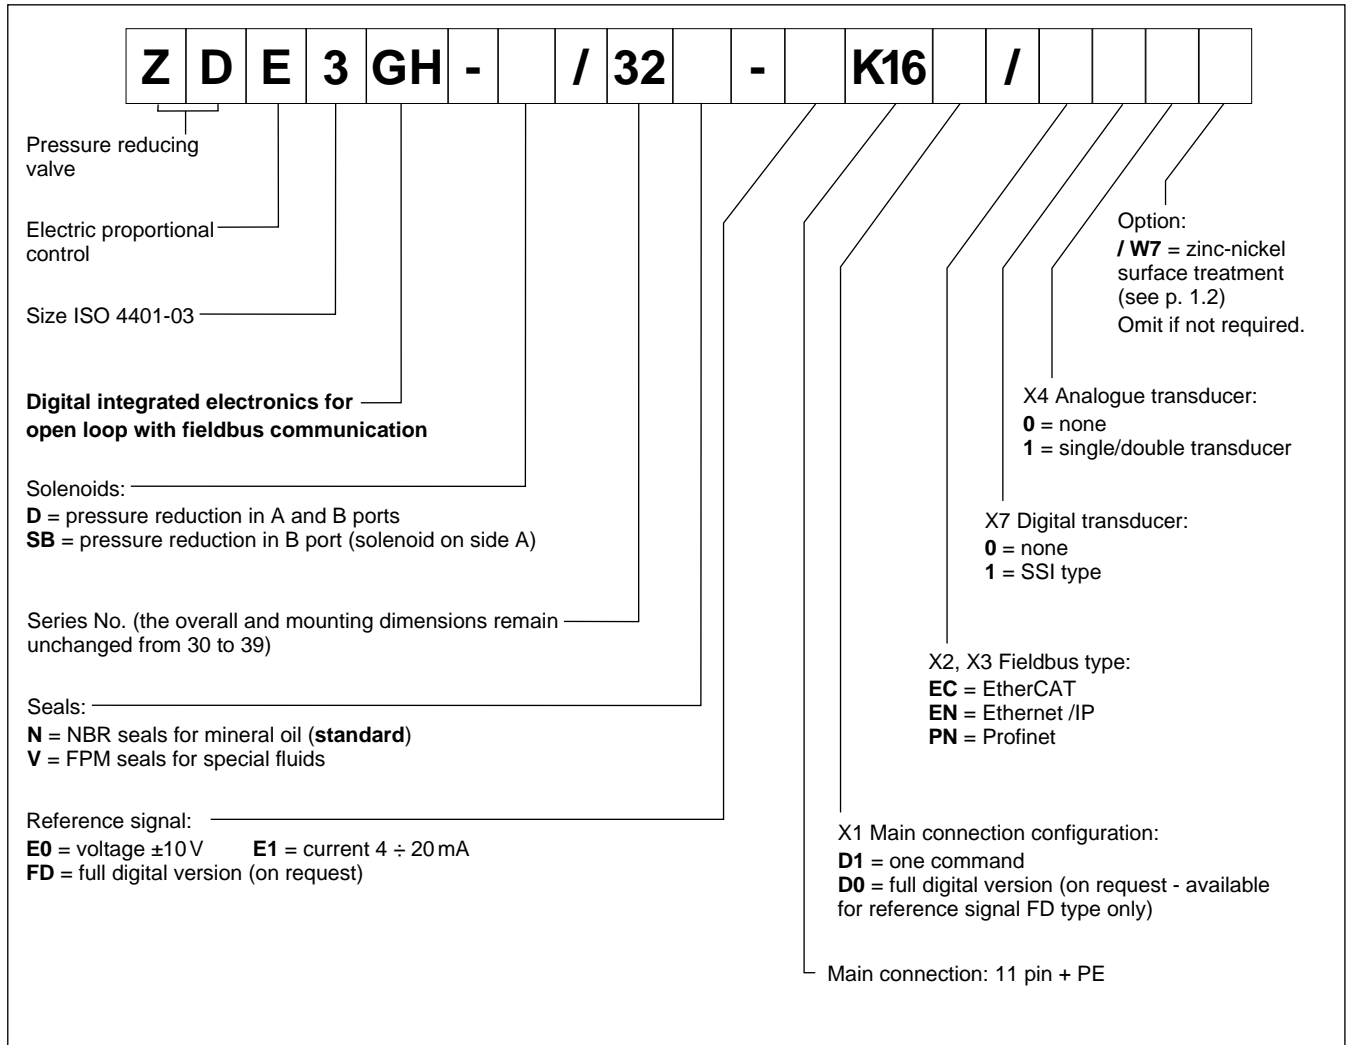 Z D E 3 GH - / 32 - K16 /
Pressure reducing
valve
Electric proportional
control
Size ISO 4401-03
Digital integrated electronics for
open loop with fieldbus communication
Solenoids:
D = pressure reduction in A and B ports
SB = pressure reduction in B port (solenoid on side A)
Series No. (the overall and mounting dimensions remain
unchanged from 30 to 39)
Seals:
N = NBR seals for mineral oil (standard)
V = FPM seals for special fluids
Reference signal:
E0 = voltage ±10 V E1 = current 4 ÷ 20 mA
FD = full digital version (on request)
Option:
/ W7 = zinc-nickel
surface treatment
(see p. 1.2)
Omit if not required.
X4 Analogue transducer:
0 = none
1 = single/double transducer
X7 Digital transducer:
0 = none
1 = SSI type
X2, X3 Fieldbus type:
EC = EtherCAT
EN = Ethernet /IP
PN = Profinet
X1 Main connection configuration:
D1 = one command
D0 = full digital version (on request - available
for reference signal FD type only)
Main connection: 11 pin + PE